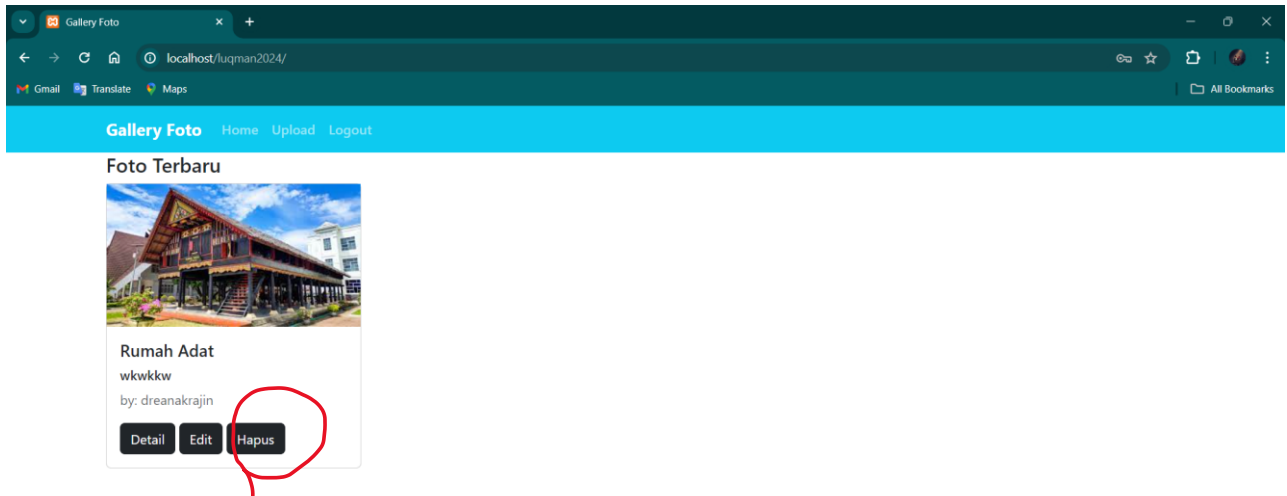 Gallery Foto
localhost/luqman2024/
Gmail Translate Maps All Bookmarks
Gallery Foto Home Upload Logout
Foto Terbaru
Rumah Adat
wkwkkw
by: dreanakrajin
Detail Edit Hapus